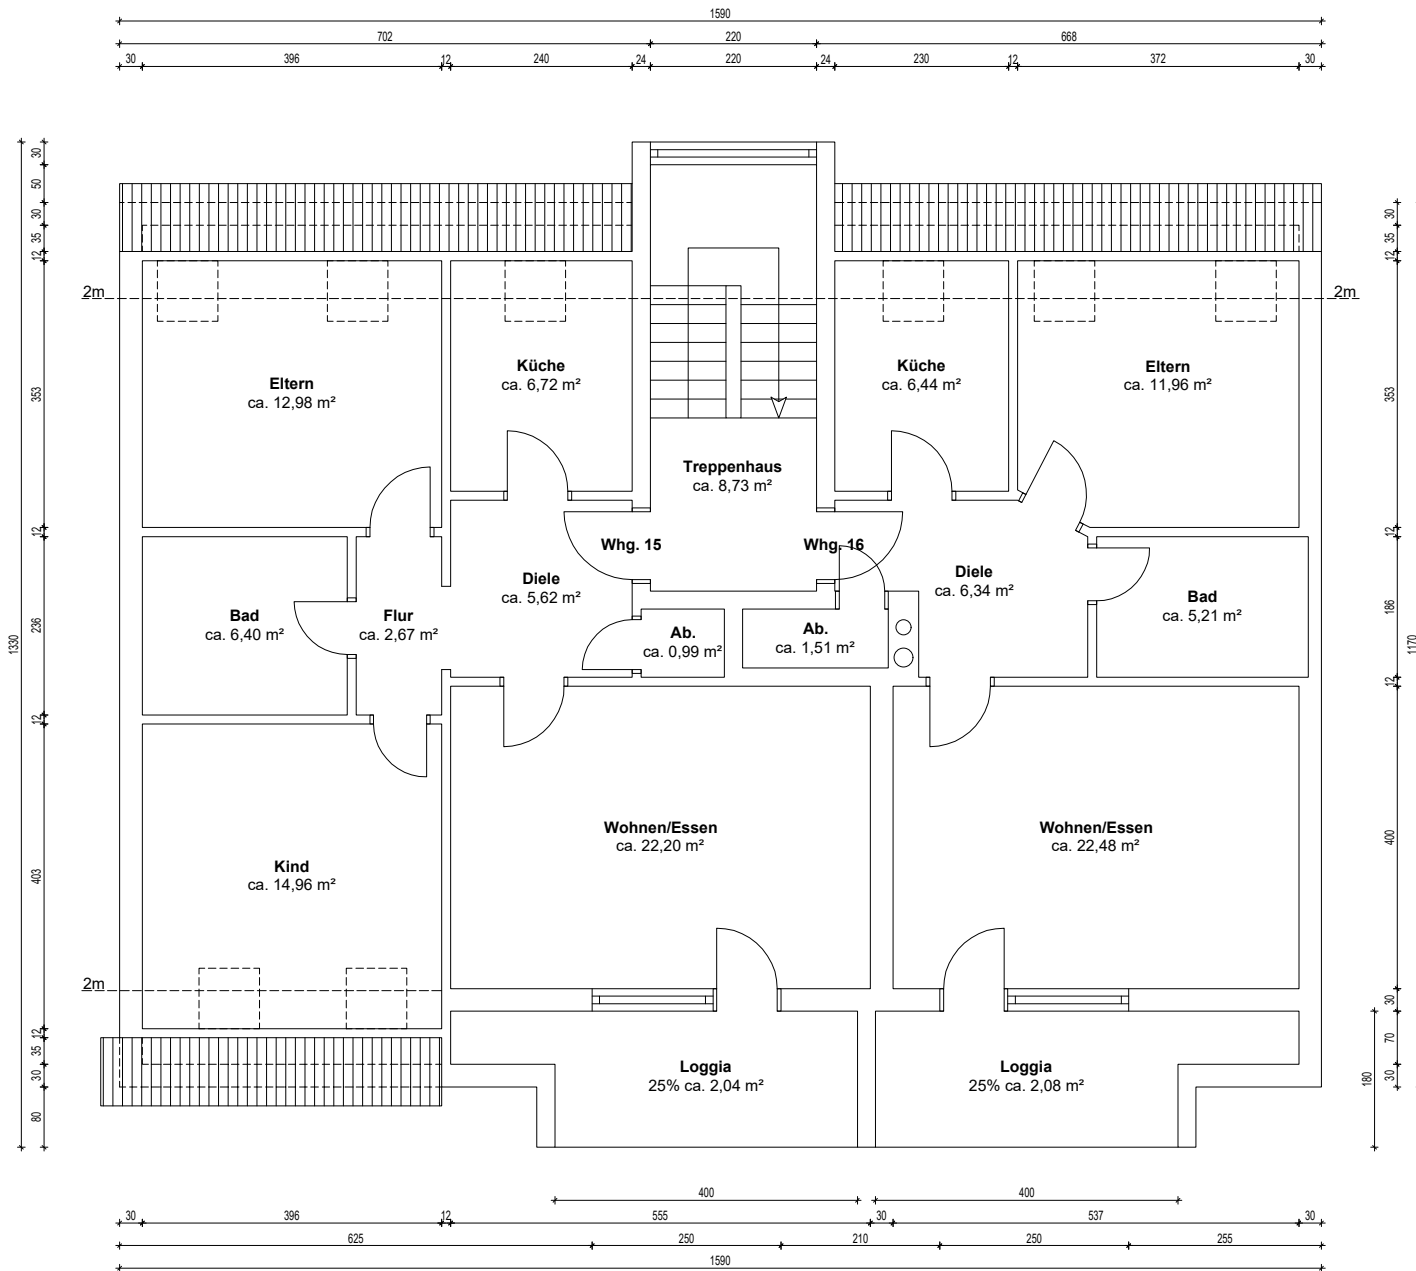 1590
702 220 668
30 396 12 240 24 220 24 230 12 372 30
1330
30
50
30
35
12
353
12
236
12
403
12
35
30
80
2m
2m
Eltern
ca. 12,98 m²
Küche
ca. 6,72 m²
Küche
ca. 6,44 m²
Eltern
ca. 11,96 m²
Treppenhaus
ca. 8,73 m²
Whg. 15
Whg. 16
Diele
ca. 5,62 m²
Diele
ca. 6,34 m²
Bad
ca. 6,40 m²
Flur
ca. 2,67 m²
Ab.
ca. 0,99 m²
Ab.
ca. 1,51 m²
Bad
ca. 5,21 m²
Wohnen/Essen
ca. 22,20 m²
Wohnen/Essen
ca. 22,48 m²
Kind
ca. 14,96 m²
2m
Loggia
25% ca. 2,04 m²
Loggia
25% ca. 2,08 m²
30
35
12
353
12
186
12
400
30
70
30
1170
180
400 400
30 396 12 555 30 537 30
625 250 210 250 255
1590